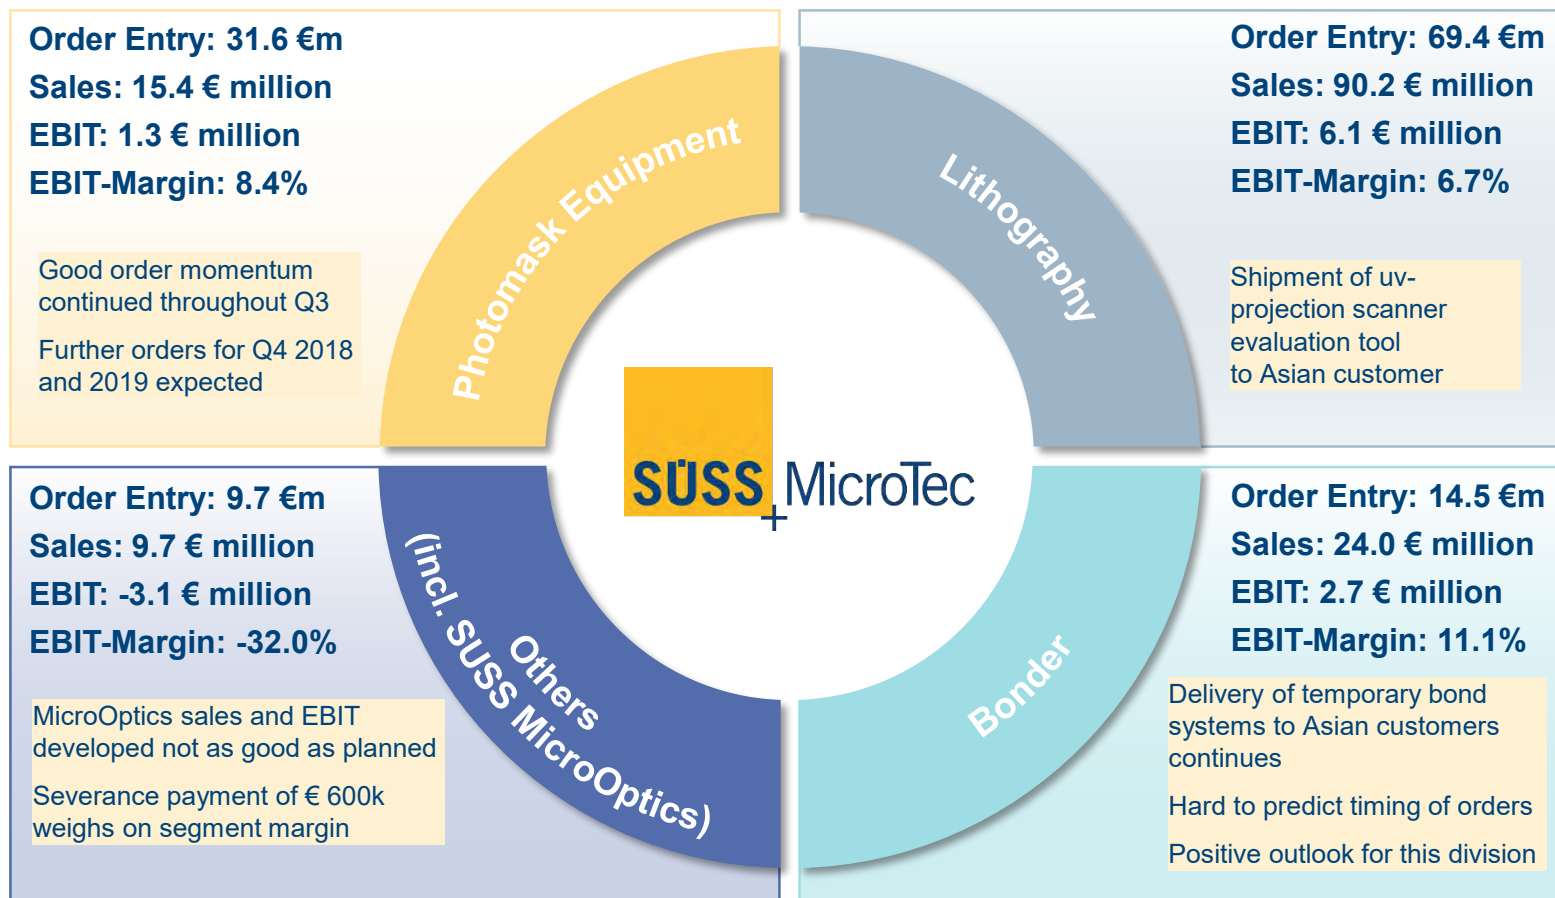 Order Entry: 31.6 €m
Sales: 15.4 € million
EBIT: 1.3 € million
EBIT-Margin: 8.4%
Good order momentum
continued throughout Q3
Further orders for Q4 2018
and 2019 expected
Photomask Equipment
Order Entry: 69.4 €m
Sales: 90.2 € million
EBIT: 6.1 € million
EBIT-Margin: 6.7%
Shipment of uv-
projection scanner
evaluation tool
to Asian customer
Lithography
SÜSS MicroTec
Order Entry: 9.7 €m
Sales: 9.7 € million
EBIT: -3.1 € million
EBIT-Margin: -32.0%
MicroOptics sales and EBIT
developed not as good as planned
Severance payment of € 600k
weighs on segment margin
Others
(incl. SUSS MicroOptics)
Order Entry: 14.5 €m
Sales: 24.0 € million
EBIT: 2.7 € million
EBIT-Margin: 11.1%
Delivery of temporary bond
systems to Asian customers
continues
Hard to predict timing of orders
Positive outlook for this division
Bonder